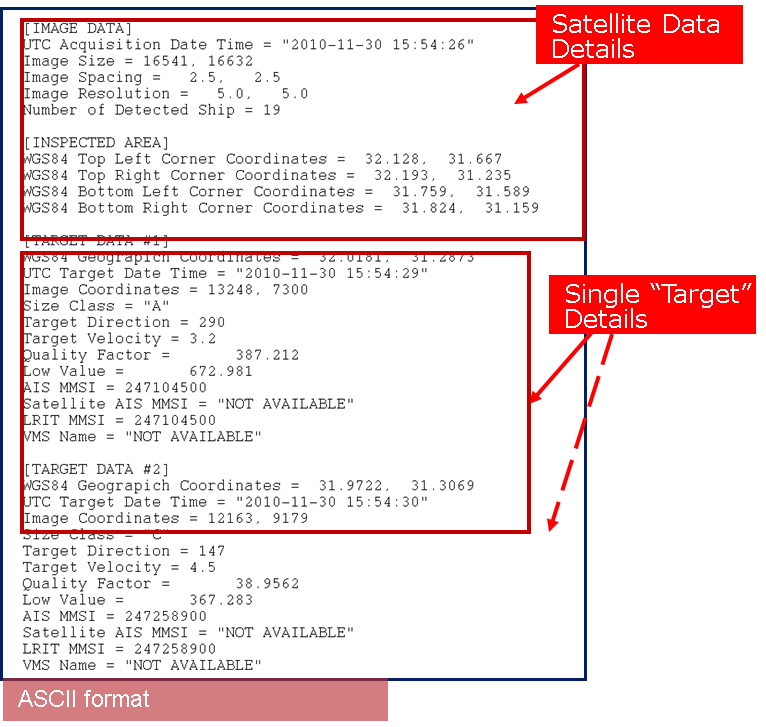 [IMAGE DATA]
UTC Acquisition Date Time = "2010-11-30 15:54:26"
Image Size = 16541, 16632
Image Spacing =   2.5,   2.5
Image Resolution =   5.0,   5.0
Number of Detected Ship = 19
[INSPECTED AREA]
WGS84 Top Left Corner Coordinates =  32.128,  31.667
WGS84 Top Right Corner Coordinates =  32.193,  31.235
WGS84 Bottom Left Corner Coordinates =  31.759,  31.589
WGS84 Bottom Right Corner Coordinates =  31.824,  31.159
[TARGET DATA #1]
WGS84 Geograpich Coordinates =  32.0181,  31.2873
UTC Target Date Time = "2010-11-30 15:54:29"
Image Coordinates = 13248, 7300
Size Class = "A"
Target Direction = 290
Target Velocity = 3.2
Quality Factor =       387.212
Low Value =       672.981
AIS MMSI = 247104500
Satellite AIS MMSI = "NOT AVAILABLE"
LRIT MMSI = 247104500
VMS Name = "NOT AVAILABLE"
[TARGET DATA #2]
WGS84 Geograpich Coordinates =  31.9722,  31.3069
UTC Target Date Time = "2010-11-30 15:54:30"
Image Coordinates = 12163, 9179
Size Class = "C"
Target Direction = 147
Target Velocity = 4.5
Quality Factor =       38.9562
Low Value =       367.283
AIS MMSI = 247258900
Satellite AIS MMSI = "NOT AVAILABLE"
LRIT MMSI = 247258900
VMS Name = "NOT AVAILABLE"
Satellite Data
Details
Single “Target”
Details
ASCII format